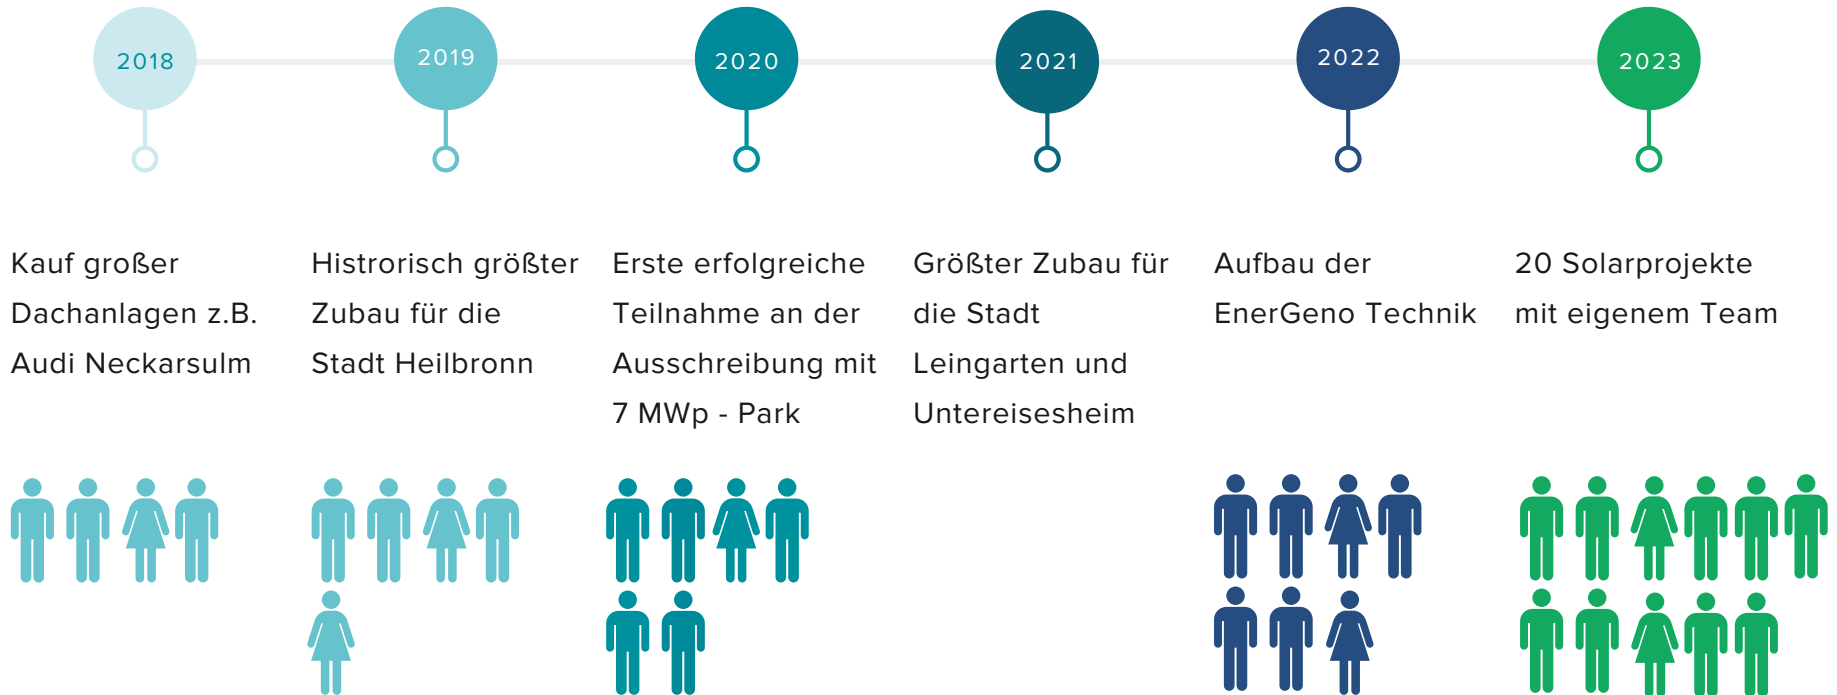 2018
2019
2020
2021
2022
2023
Kauf großer
Dachanlagen z.B.
Audi Neckarsulm
Histrorisch größter
Zubau für die
Stadt Heilbronn
Erste erfolgreiche
Teilnahme an der
Ausschreibung mit
7 MWp - Park
Größter Zubau für
die Stadt
Leingarten und
Untereisesheim
Aufbau der
EnerGeno Technik
20 Solarprojekte
mit eigenem Team